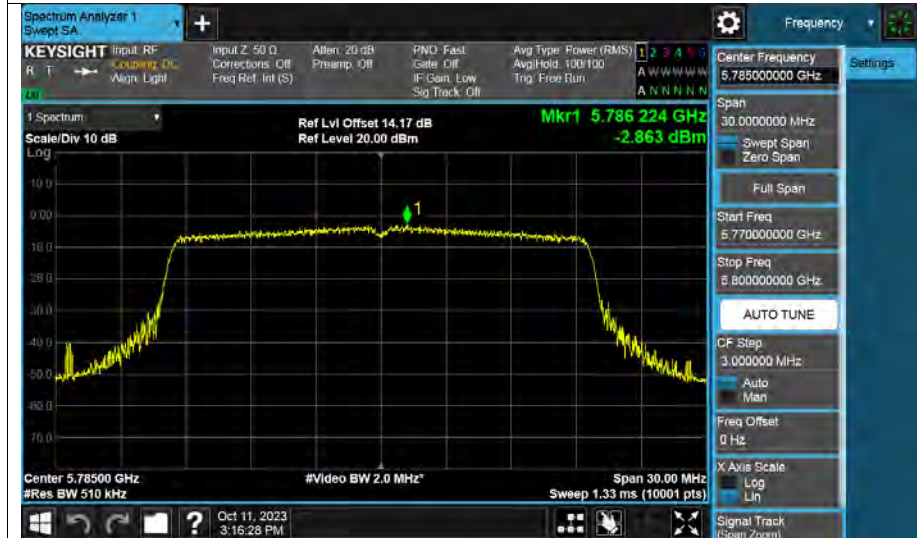 Spectrum Analyzer 1
Swept SA
+
Frequency
KEYSIGHT
R T
Input: RF
Coupling: DC
Align: Light
Input Z: 50 Ω
Corrections: Off
Freq Ref: Int (S)
Atten: 20 dB
Preamp: Off
PNO: Fast
Gate: Off
IF Gain: Low
Sig Track: Off
Avg Type: Power (RMS)
Avg|Hold: 100/100
Trig: Free Run
1 2 3 4 5 6
A W W W W W
A N N N N N
Center Frequency
5.785000000 GHz
Settings
Span
30.0000000 MHz
Swept Span
Zero Span
Full Span
Start Freq
5.770000000 GHz
Stop Freq
5.800000000 GHz
AUTO TUNE
CF Step
3.000000 MHz
Auto
Man
Freq Offset
0 Hz
X Axis Scale
Log
Lin
Signal Track
(Span Zoom)
1 Spectrum
Scale/Div 10 dB
Log
Ref Lvl Offset 14.17 dB
Ref Level 20.00 dBm
Mkr1 5.786 224 GHz
-2.863 dBm
10.0
0.00
1
-10.0
-20.0
-30.0
-40.0
-50.0
-60.0
-70.0
Center 5.78500 GHz
#Res BW 510 kHz
#Video BW 2.0 MHz*
Span 30.00 MHz
Sweep 1.33 ms (10001 pts)
?
Oct 11, 2023
3:16:28 PM